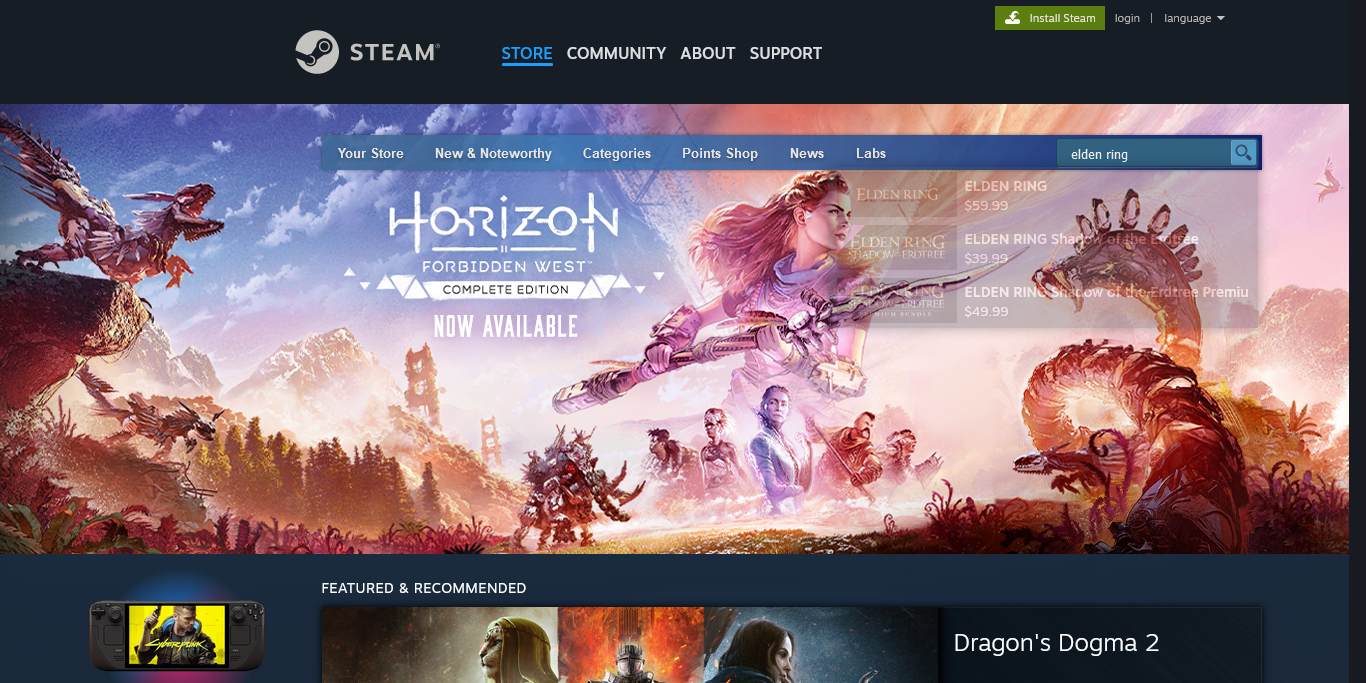 Install Steam login | language
STEAM®
STORE COMMUNITY ABOUT SUPPORT
Your Store New & Noteworthy Categories Points Shop News Labs
elden ring
ELDEN RING
ELDEN RING
$59.99
ELDEN RING
SHADOW OF THE ERDTREE
ELDEN RING Shadow of the Erdtree
$39.99
ELDEN RING
SHADOW OF THE ERDTREE
PREMIUM BUNDLE
ELDEN RING Shadow of the Erdtree Premiu
$49.99
HORIZON
II
FORBIDDEN WEST™
COMPLETE EDITION
NOW AVAILABLE
FEATURED & RECOMMENDED
Cyberpunk
Dragon's Dogma 2